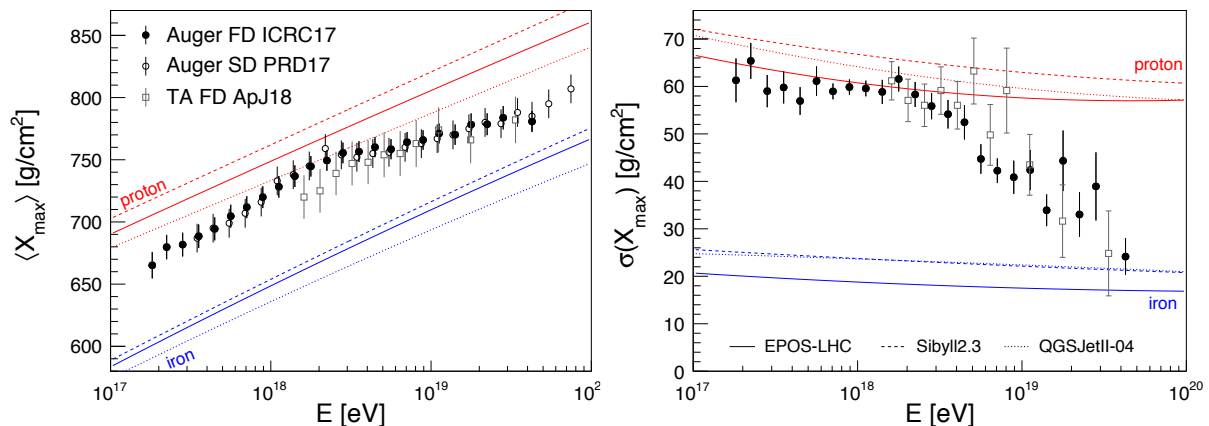 850
800
750
700
650
600
⟨X_max⟩ [g/cm²]
Auger FD ICRC17
Auger SD PRD17
TA FD ApJ18
proton
iron
10^17
10^18
10^19
10^2
E [eV]
70
60
50
40
30
20
10
0
σ(X_max) [g/cm²]
proton
iron
EPOS-LHC
Sibyll2.3
QGSJetII-04
10^17
10^18
10^19
10^20
E [eV]